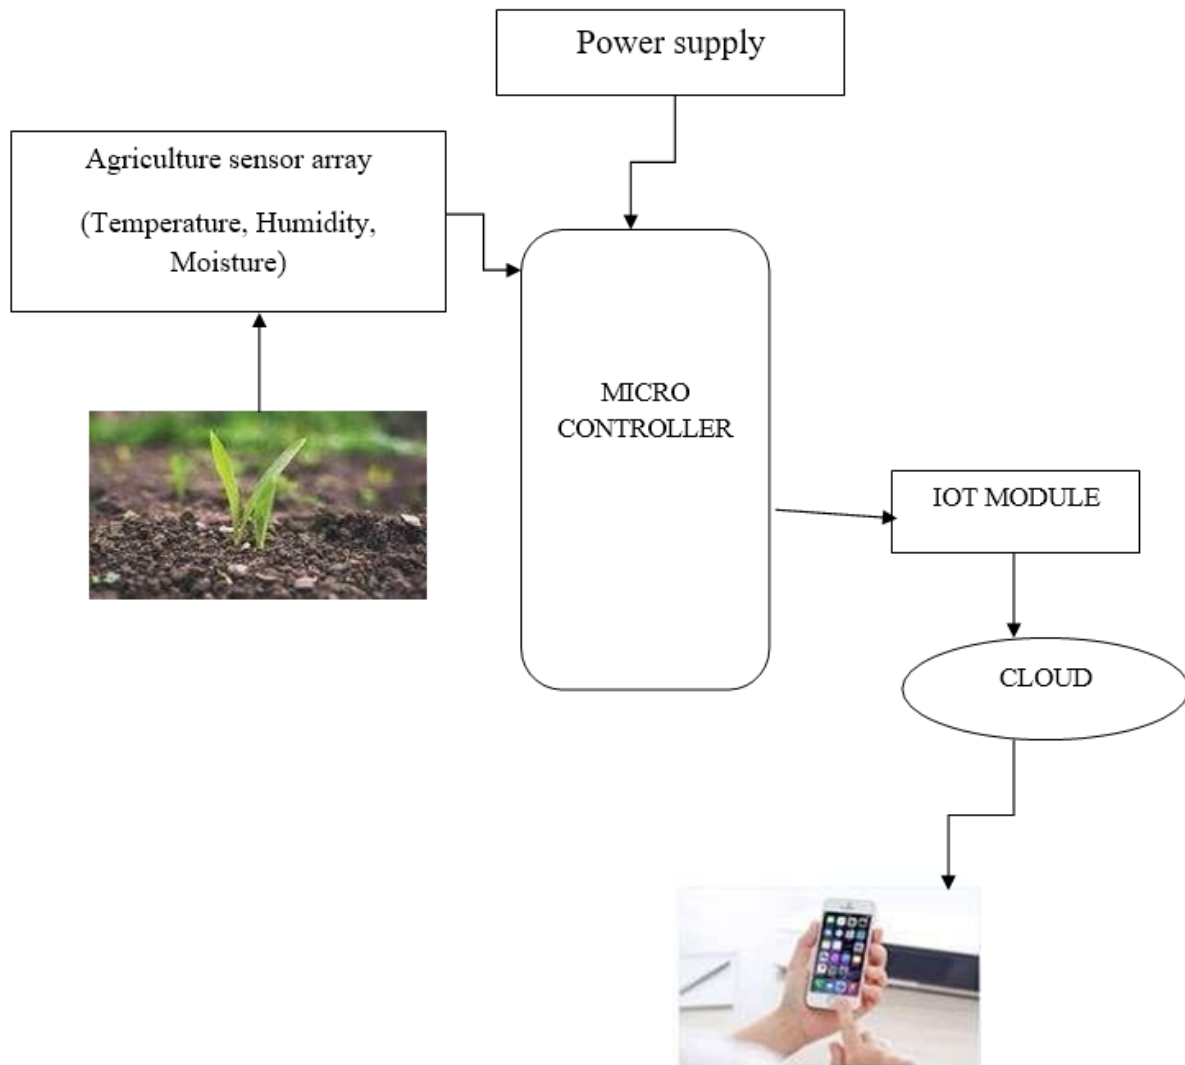 Power supply
Agriculture sensor array
(Temperature, Humidity,
Moisture)
MICRO
CONTROLLER
IOT MODULE
CLOUD